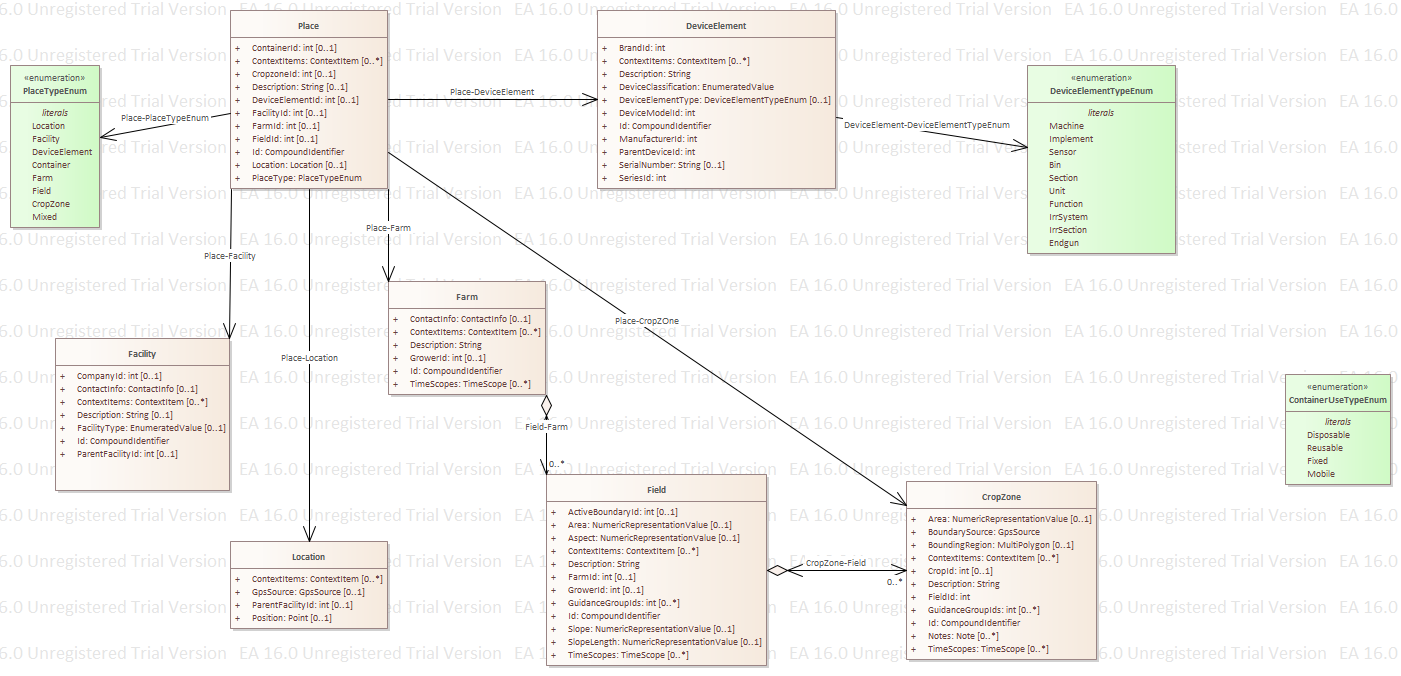 EA 16.0 Unregistered Trial Version
Place
+ ContainerId: int [0..1]
+ ContextItems: ContextItem [0..*]
+ CropzoneId: int [0..1]
+ Description: String [0..1]
+ DeviceElementId: int [0..1]
+ FacilityId: int [0..1]
+ FarmId: int [0..1]
+ FieldId: int [0..1]
+ Id: CompoundIdentifier
+ Location: Location [0..1]
+ PlaceType: PlaceTypeEnum
DeviceElement
+ BrandId: int
+ ContextItems: ContextItem [0..*]
+ Description: String
+ DeviceClassification: EnumeratedValue
+ DeviceElementType: DeviceElementTypeEnum [0..1]
+ DeviceModelId: int
+ Id: CompoundIdentifier
+ ManufacturerId: int
+ ParentDeviceId: int
+ SerialNumber: String [0..1]
+ SeriesId: int
«enumeration»
PlaceTypeEnum
literals
Location
Facility
DeviceElement
Container
Farm
Field
CropZone
Mixed
«enumeration»
DeviceElementTypeEnum
literals
Machine
Implement
Sensor
Bin
Section
Unit
Function
IrrSystem
IrrSection
Endgun
Place-DeviceElement
Place-PlaceTypeEnum
DeviceElement-DeviceElementTypeEnum
Place-Farm
Place-Facility
Place-CropZOne
Place-Location
Farm
+ ContactInfo: ContactInfo [0..1]
+ ContextItems: ContextItem [0..*]
+ Description: String
+ GrowerId: int [0..1]
+ Id: CompoundIdentifier
+ TimeScopes: TimeScope [0..*]
Facility
+ CompanyId: int [0..1]
+ ContactInfo: ContactInfo [0..1]
+ ContextItems: ContextItem [0..*]
+ Description: String [0..1]
+ FacilityType: EnumeratedValue [0..1]
+ Id: CompoundIdentifier
+ ParentFacilityId: int [0..1]
«enumeration»
ContainerUseTypeEnum
literals
Disposable
Reusable
Fixed
Mobile
Field-Farm
0..*
Field
+ ActiveBoundaryId: int [0..1]
+ Area: NumericRepresentationValue [0..1]
+ Aspect: NumericRepresentationValue [0..1]
+ ContextItems: ContextItem [0..*]
+ Description: String
+ FarmId: int [0..1]
+ GrowerId: int [0..1]
+ GuidanceGroupIds: int [0..*]
+ Id: CompoundIdentifier
+ Slope: NumericRepresentationValue [0..1]
+ SlopeLength: NumericRepresentationValue [0..1]
+ TimeScopes: TimeScope [0..*]
CropZone-Field
0..*
CropZone
+ Area: NumericRepresentationValue [0..1]
+ BoundarySource: GpsSource
+ BoundingRegion: MultiPolygon [0..1]
+ ContextItems: ContextItem [0..*]
+ CropId: int [0..1]
+ Description: String
+ FieldId: int
+ GuidanceGroupIds: int [0..*]
+ Id: CompoundIdentifier
+ Notes: Note [0..*]
+ TimeScopes: TimeScope [0..*]
Location
+ ContextItems: ContextItem [0..*]
+ GpsSource: GpsSource [0..1]
+ ParentFacilityId: int [0..1]
+ Position: Point [0..1]